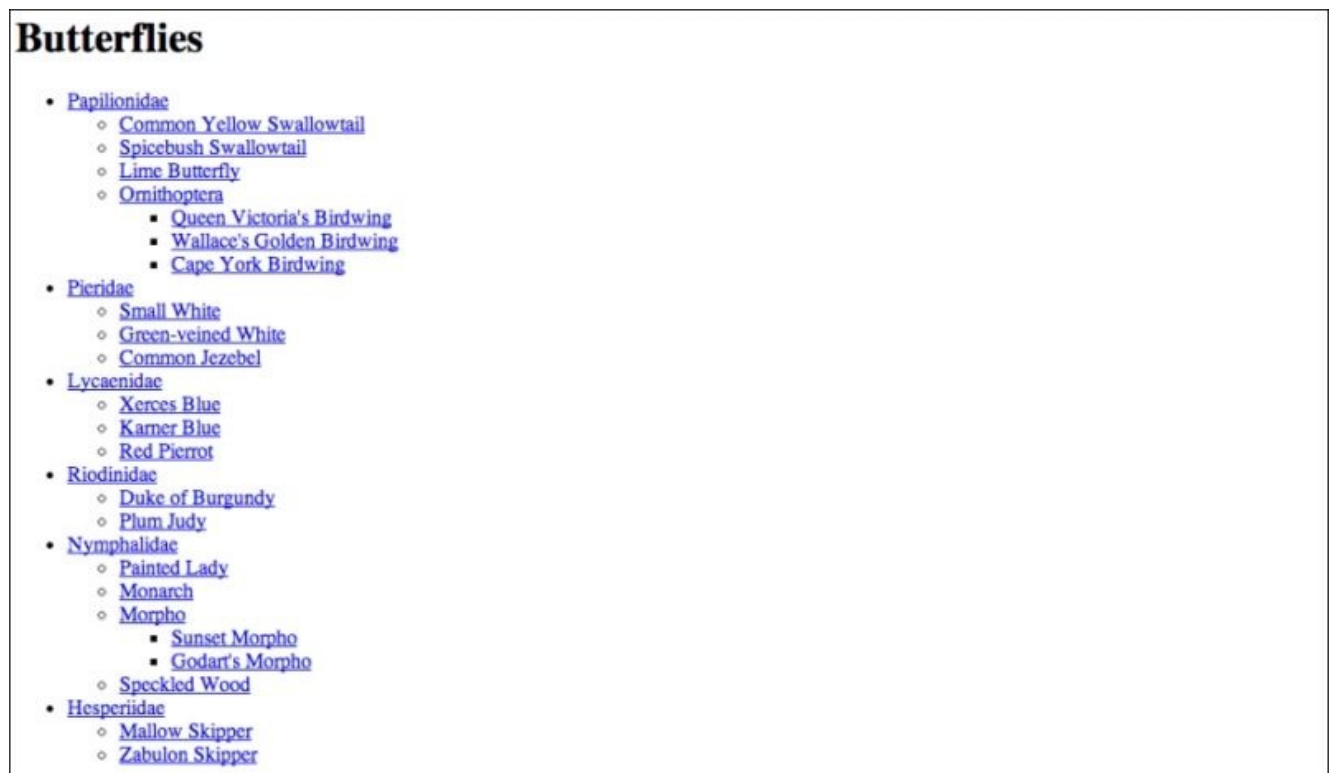 Butterflies
Papilionidae
Common Yellow Swallowtail
Spicebush Swallowtail
Lime Butterfly
Ornithoptera
Queen Victoria's Birdwing
Wallace's Golden Birdwing
Cape York Birdwing
Pieridae
Small White
Green-veined White
Common Jezebel
Lycaenidae
Xerces Blue
Karner Blue
Red Pierrot
Riodinidae
Duke of Burgundy
Plum Judy
Nymphalidae
Painted Lady
Monarch
Morpho
Sunset Morpho
Godart's Morpho
Speckled Wood
Hesperiidae
Mallow Skipper
Zabulon Skipper